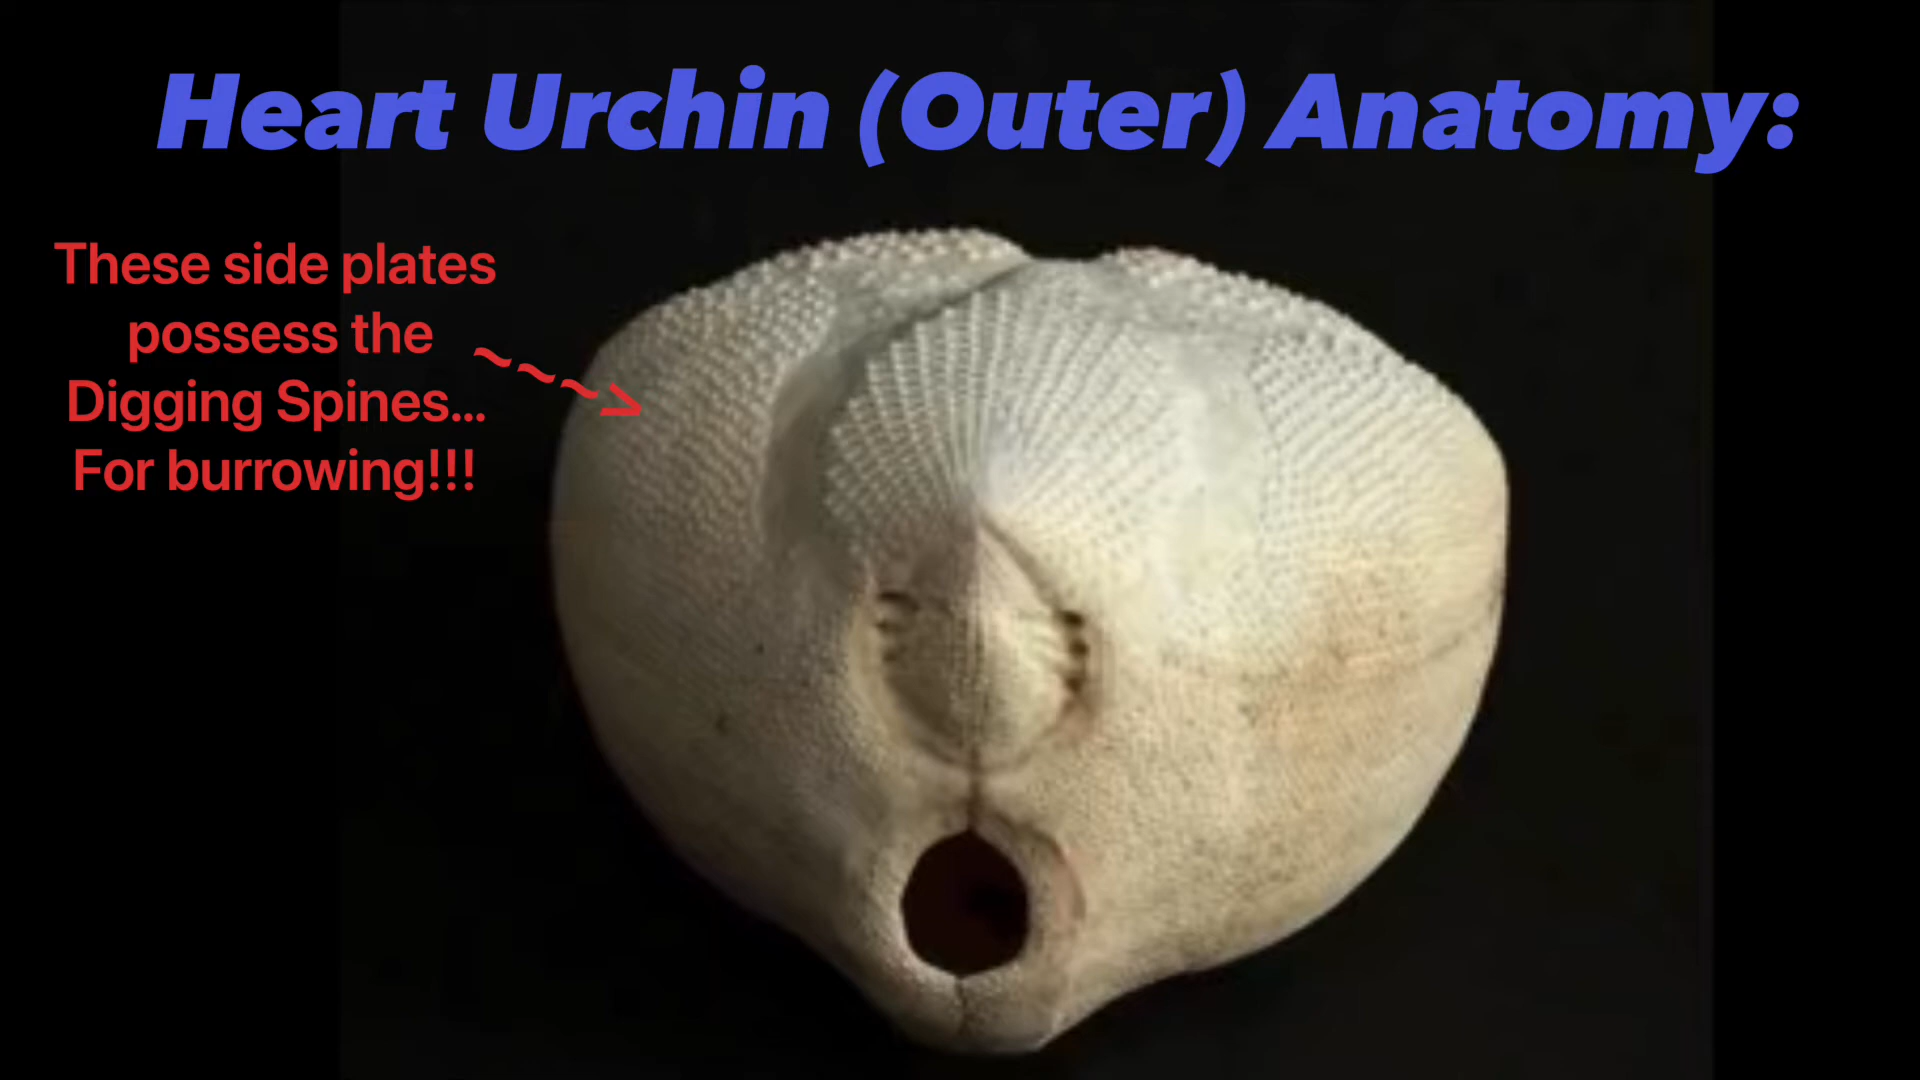 Heart Urchin (Outer) Anatomy:
These side plates
possess the
Digging Spines...
For burrowing!!!